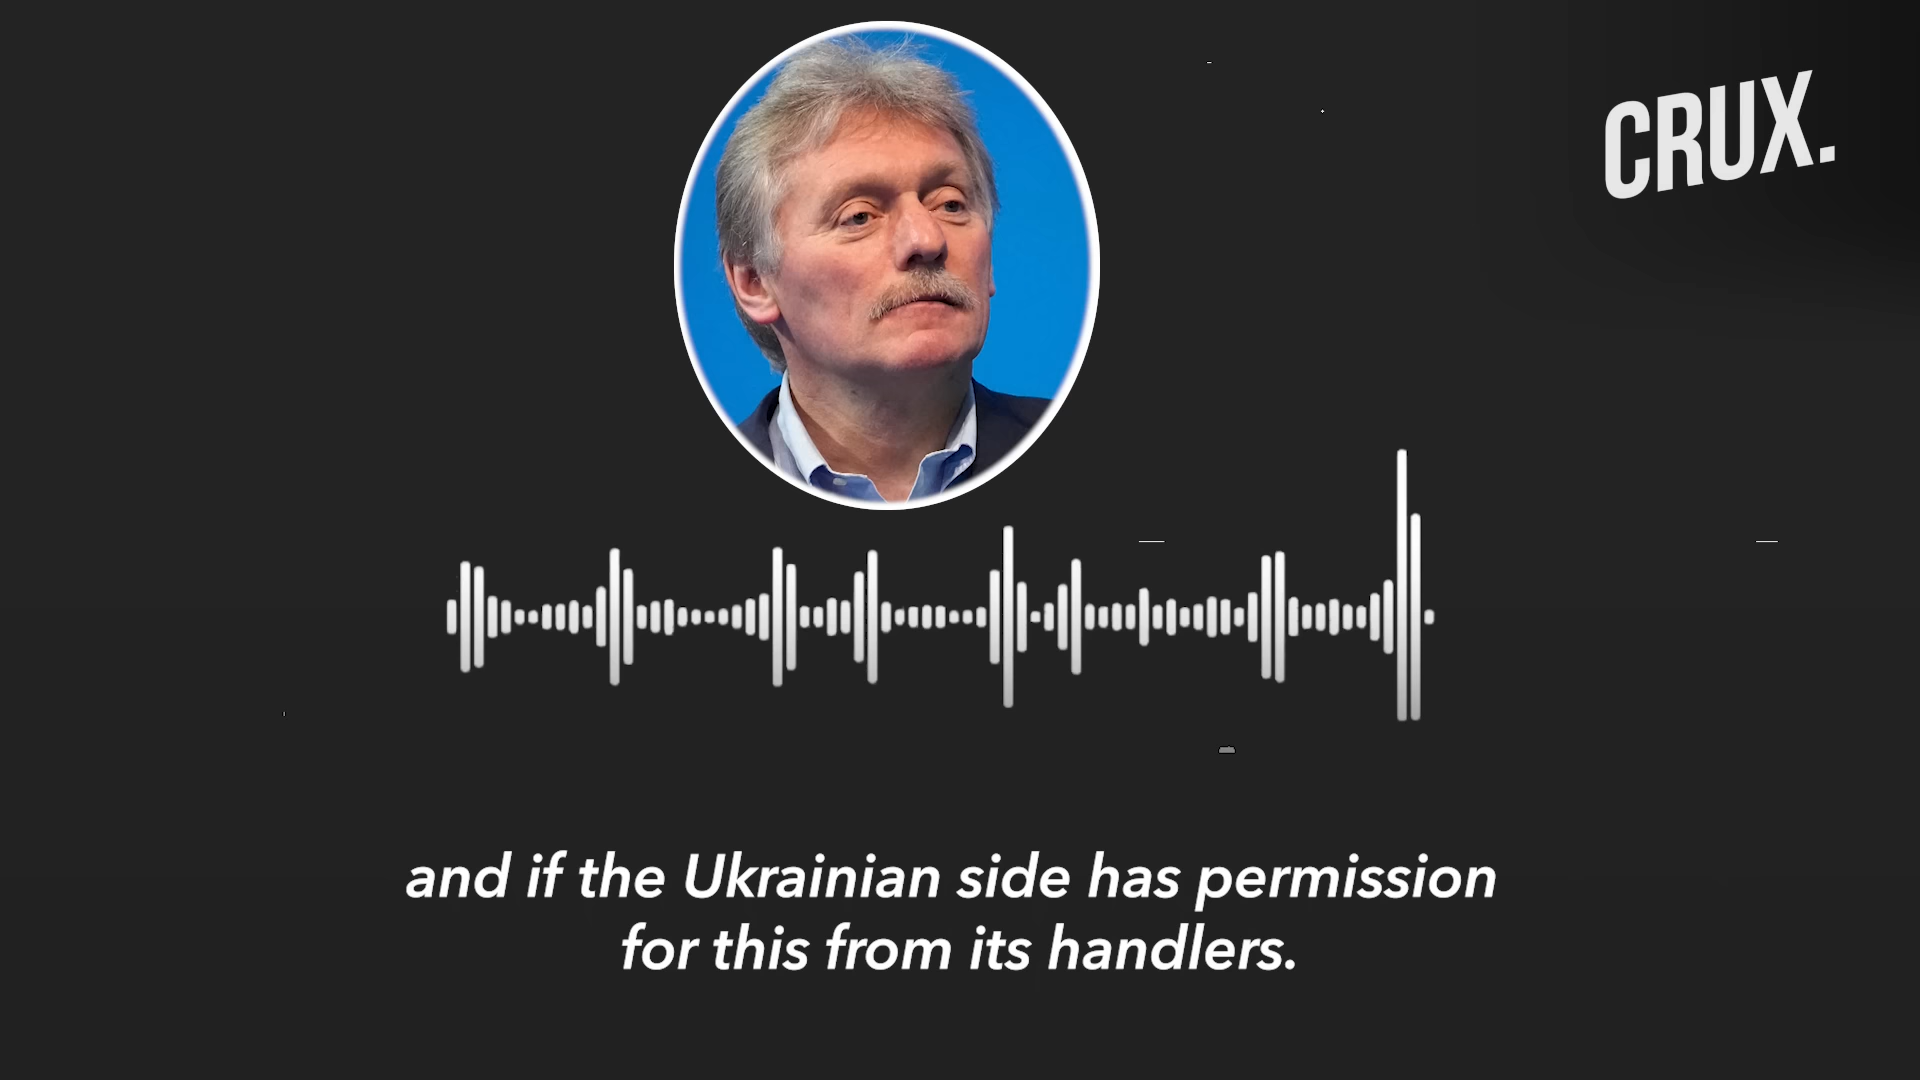 CRUX.
and if the Ukrainian side has permission
for this from its handlers.